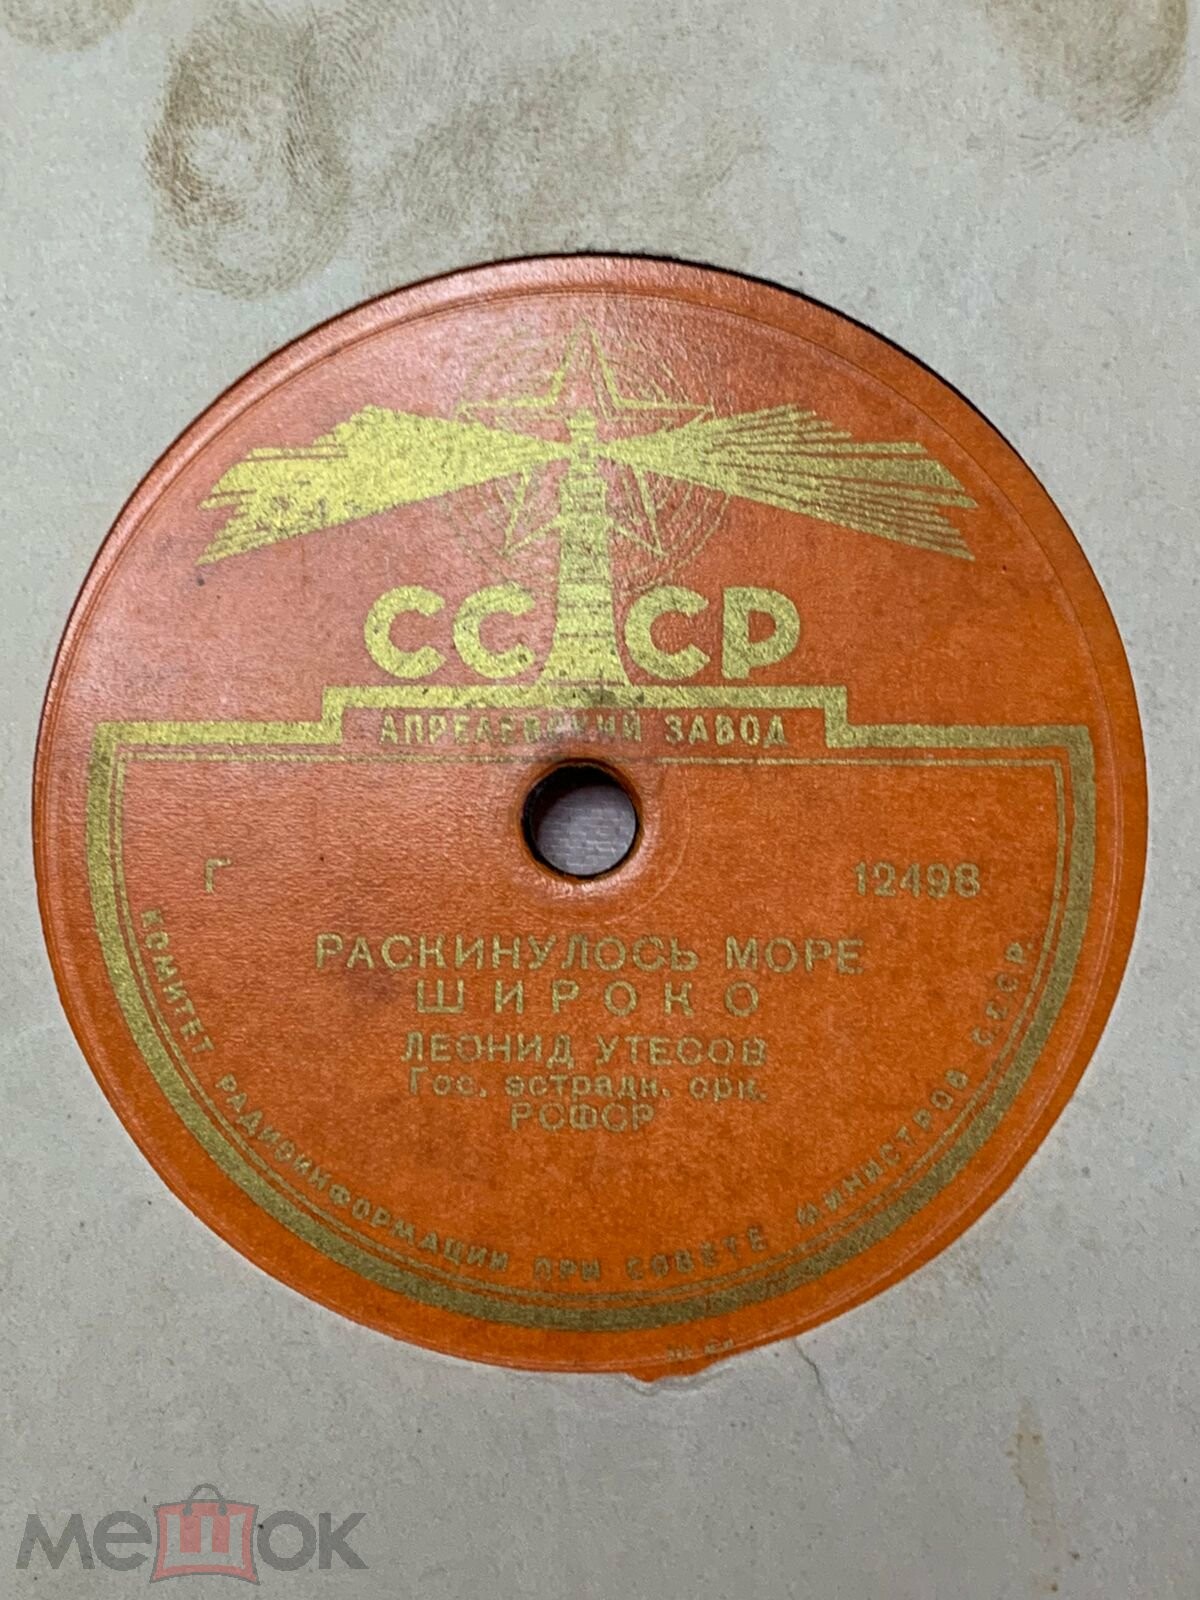 СССР
АПРЕЛЕВСКИЙ ЗАВОД
Г
12498
РАСКИНУЛОСЬ МОРЕ
ШИРОКО
ЛЕОНИД УТЕСОВ
Гос. эстрадн. орк.
РСФСР
КОМИТЕТ РАДИОИНФОРМАЦИИ ПРИ СОВЕТЕ МИНИСТРОВ СССР.
мешок